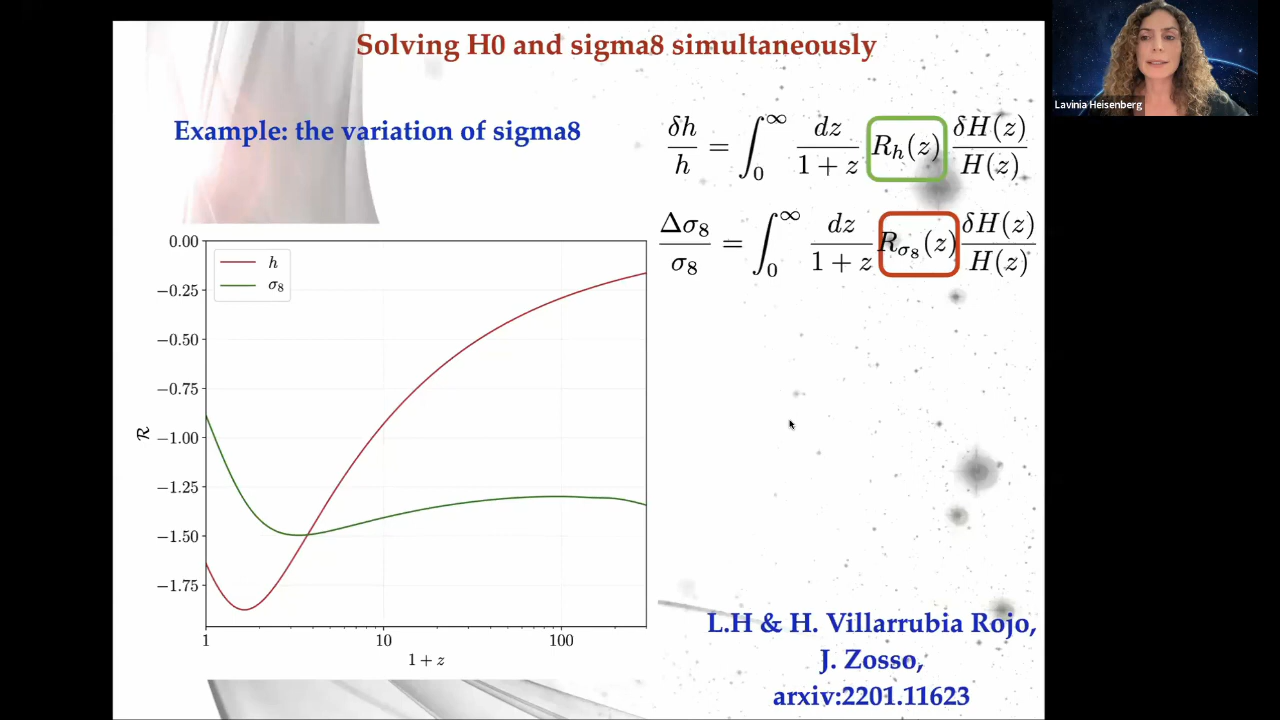 Solving H0 and sigma8 simultaneously
Lavinia Heisenberg
Example: the variation of sigma8
δh/h = ∫₀^∞ dz/(1 + z) R_h(z) δH(z)/H(z)
Δσ₈/σ₈ = ∫₀^∞ dz/(1 + z) R_σ₈(z) δH(z)/H(z)
h
σ₈
0.00
−0.25
−0.50
−0.75
−1.00
−1.25
−1.50
−1.75
ℛ
1 10 100
1 + z
L.H & H. Villarrubia Rojo,
J. Zosso,
arxiv:2201.11623